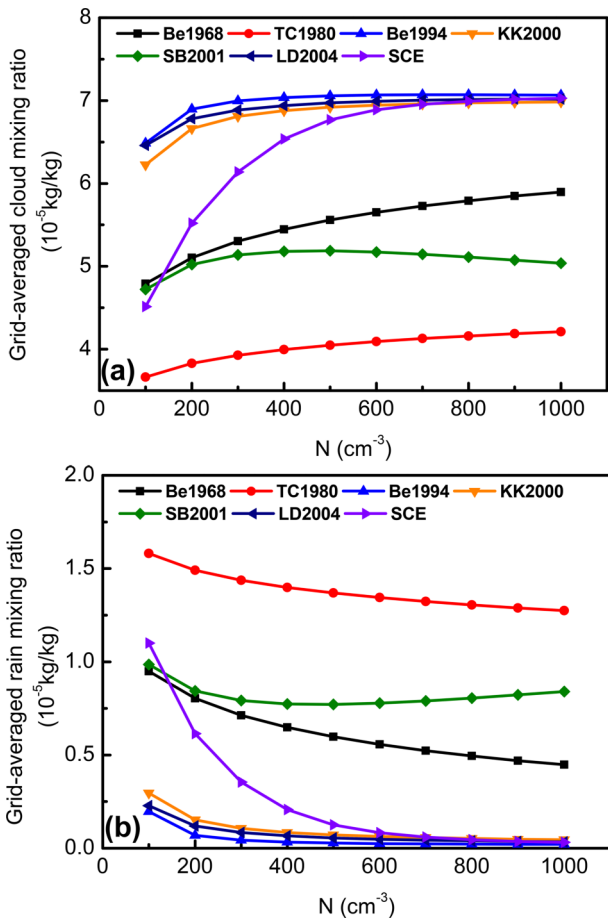 Be1968 TC1980 Be1994 KK2000
SB2001 LD2004 SCE
Grid-averaged cloud mixing ratio
(10⁻⁵kg/kg)
8
7
6
5
4
(a)
0 200 400 600 800 1000
N (cm⁻³)
Be1968 TC1980 Be1994 KK2000
SB2001 LD2004 SCE
Grid-averaged rain mixing ratio
(10⁻⁵kg/kg)
2.0
1.5
1.0
0.5
0.0
(b)
0 200 400 600 800 1000
N (cm⁻³)